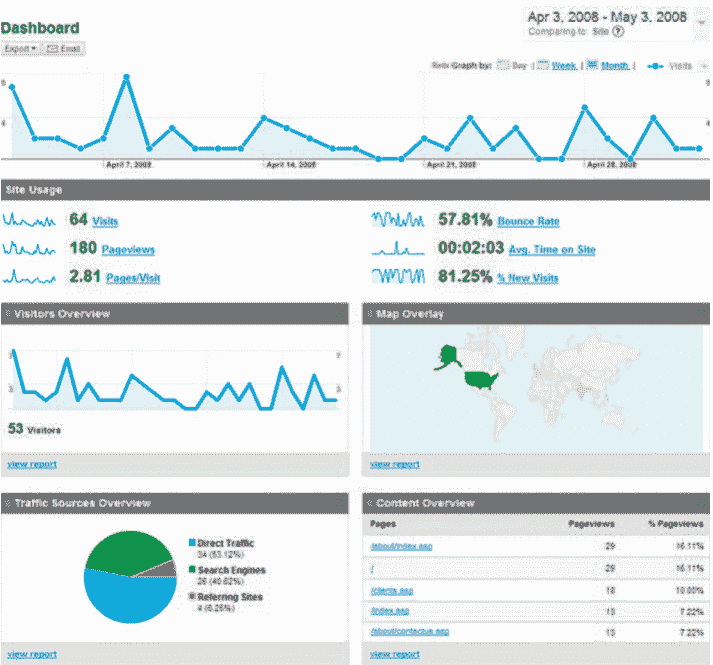 Dashboard
Apr 3, 2008 - May 3, 2008
Comparing to: Site
Export
Email
Graph by: Day Week Month Visits
April 7, 2008 April 14, 2008 April 21, 2008 April 28, 2008
Site Usage
64 Visits
57.81% Bounce Rate
180 Pageviews
00:02:03 Avg. Time on Site
2.81 Pages/Visit
81.25% % New Visits
Visitors Overview
53 Visitors
view report
Map Overlay
view report
Traffic Sources Overview
Direct Traffic
34 (53.12%)
Search Engines
26 (40.62%)
Referring Sites
4 (6.25%)
view report
Content Overview
Pages Pageviews % Pageviews
/about/index.asp 29 16.11%
/ 29 16.11%
/clients.asp 18 10.00%
/index.asp 13 7.22%
/about/contactus.asp 13 7.22%
view report